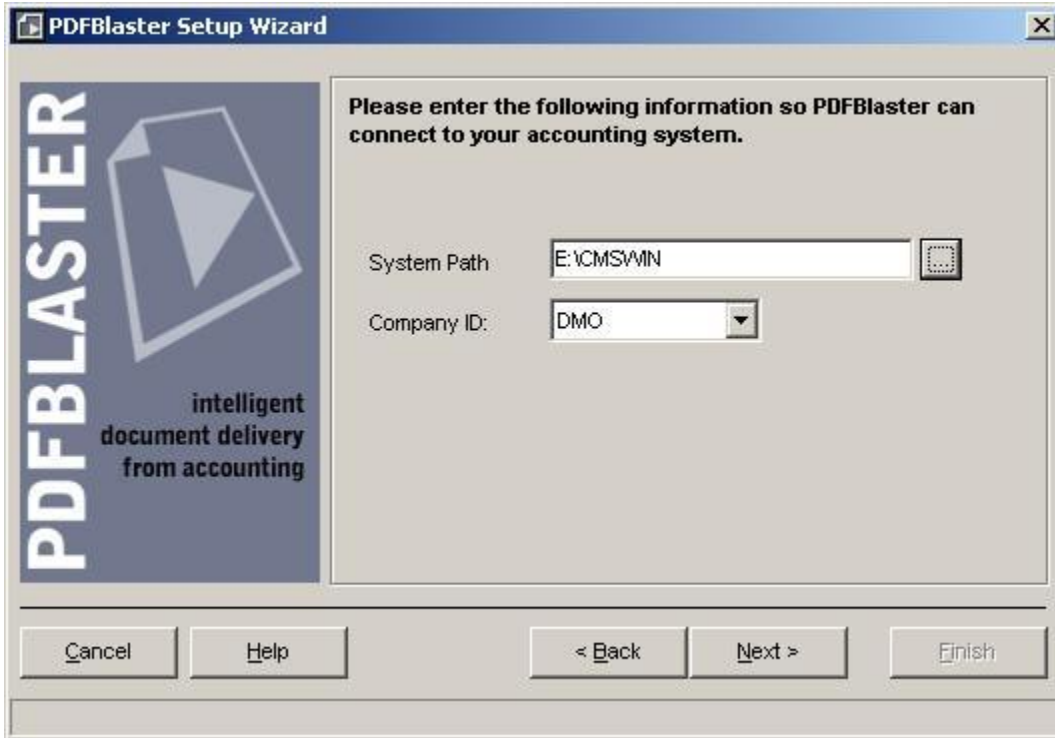 PDFBlaster Setup Wizard
PDFBLASTER
intelligent
document delivery
from accounting
Please enter the following information so PDFBlaster can
connect to your accounting system.
System Path
E:\CMSWIN
...
Company ID:
DMO
Cancel
Help
< Back
Next >
Finish